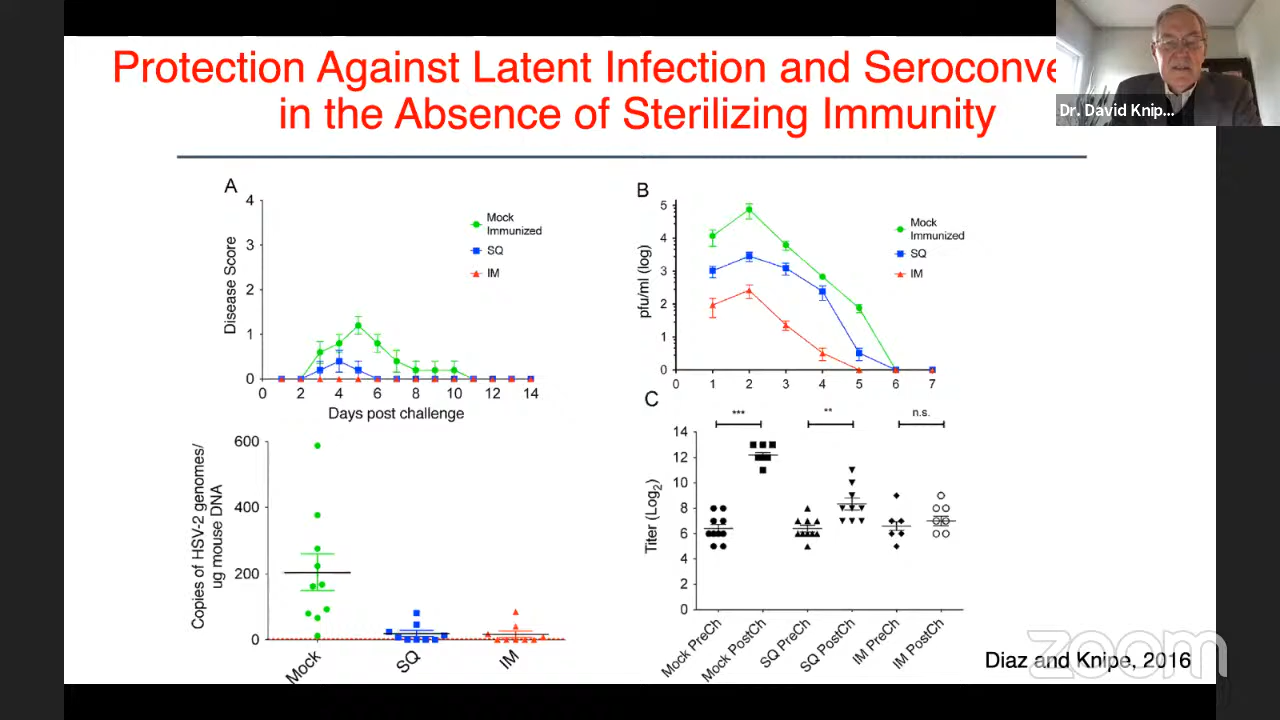 Protection Against Latent Infection and Seroconve
in the Absence of Sterilizing Immunity
Dr. David Knip...
A
4
3
2
1
0
Disease Score
Mock
Immunized
SQ
IM
0 2 4 6 8 10 12 14
Days post challenge
B
5
4
3
2
1
0
pfu/ml (log)
Mock
Immunized
SQ
IM
0 1 2 3 4 5 6 7
600
400
200
0
Copies of HSV-2 genomes/
ug mouse DNA
Mock SQ IM
C
*** ** n.s.
14
12
10
8
6
4
2
0
Titer (Log2)
Mock PreCh
Mock PostCh
SQ PreCh
SQ PostCh
IM PreCh
IM PostCh
Diaz and Knipe, 2016
zoom